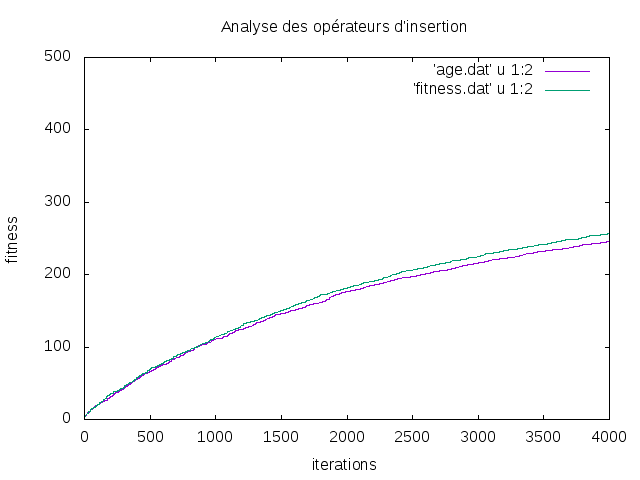 Analyse des opérateurs d'insertion
'age.dat' u 1:2
'fitness.dat' u 1:2
500
400
300
200
100
0
fitness
0 500 1000 1500 2000 2500 3000 3500 4000
iterations